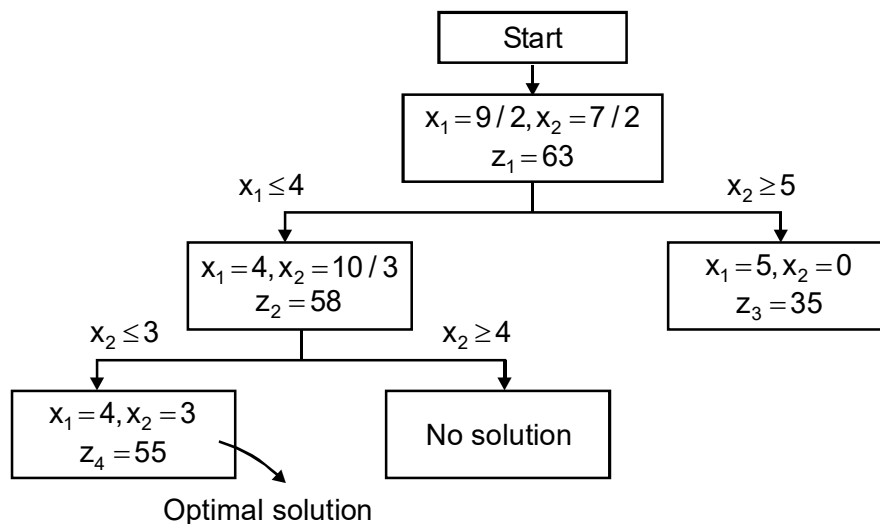 Start
x₁ = 9 / 2, x₂ = 7 / 2
z₁ = 63
x₁ ≤ 4
x₂ ≥ 5
x₁ = 4, x₂ = 10 / 3
z₂ = 58
x₁ = 5, x₂ = 0
z₃ = 35
x₂ ≤ 3
x₂ ≥ 4
x₁ = 4, x₂ = 3
z₄ = 55
No solution
Optimal solution